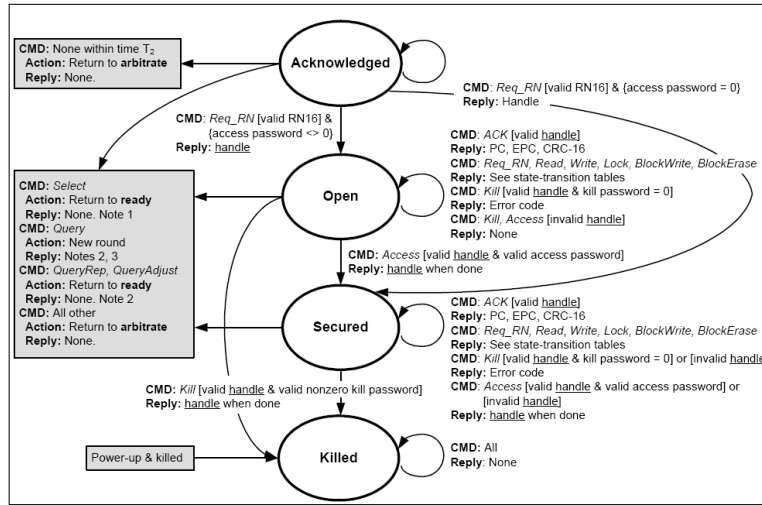 CMD: None within time T2
Action: Return to arbitrate
Reply: None.
Acknowledged
CMD: Req_RN [valid RN16] & {access password = 0}
Reply: Handle
CMD: Req_RN [valid RN16] &
{access password <> 0}
Reply: handle
CMD: ACK [valid handle]
Reply: PC, EPC, CRC-16
CMD: Req_RN, Read, Write, Lock, BlockWrite, BlockErase
Reply: See state-transition tables
CMD: Kill [valid handle & kill password = 0]
Reply: Error code
CMD: Kill, Access [invalid handle]
Reply: None
Open
CMD: Select
Action: Return to ready
Reply: None. Note 1
CMD: Query
Action: New round
Reply: Notes 2, 3
CMD: QueryRep, QueryAdjust
Action: Return to ready
Reply: None. Note 2
CMD: All other
Action: Return to arbitrate
Reply: None.
CMD: Access [valid handle & valid access password]
Reply: handle when done
Secured
CMD: ACK [valid handle]
Reply: PC, EPC, CRC-16
CMD: Req_RN, Read, Write, Lock, BlockWrite, BlockErase
Reply: See state-transition tables
CMD: Kill [valid handle & kill password = 0] or [invalid handle
Reply: Error code
CMD: Access [valid handle & valid access password] or
[invalid handle]
Reply: handle when done
CMD: Kill [valid handle & valid nonzero kill password]
Reply: handle when done
Power-up & killed
Killed
CMD: All
Reply: None